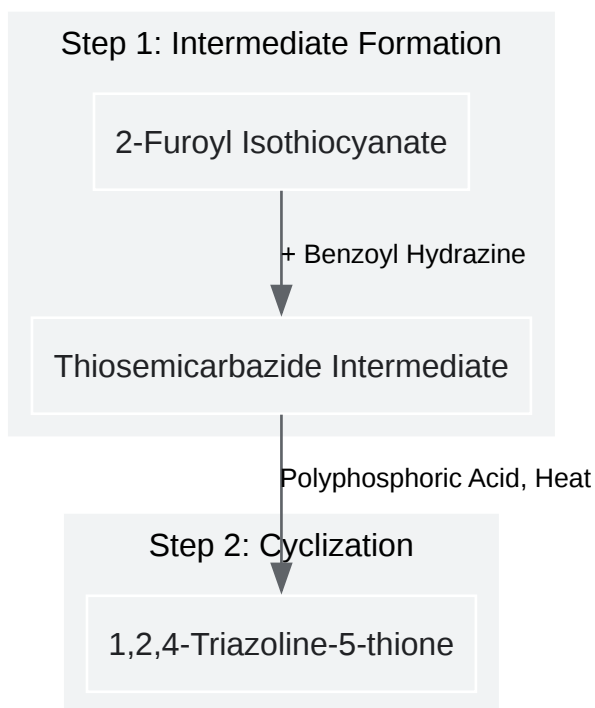 Step 1: Intermediate Formation
2-Furoyl Isothiocyanate
+ Benzoyl Hydrazine
Thiosemicarbazide Intermediate
Polyphosphoric Acid, Heat
Step 2: Cyclization
1,2,4-Triazoline-5-thione